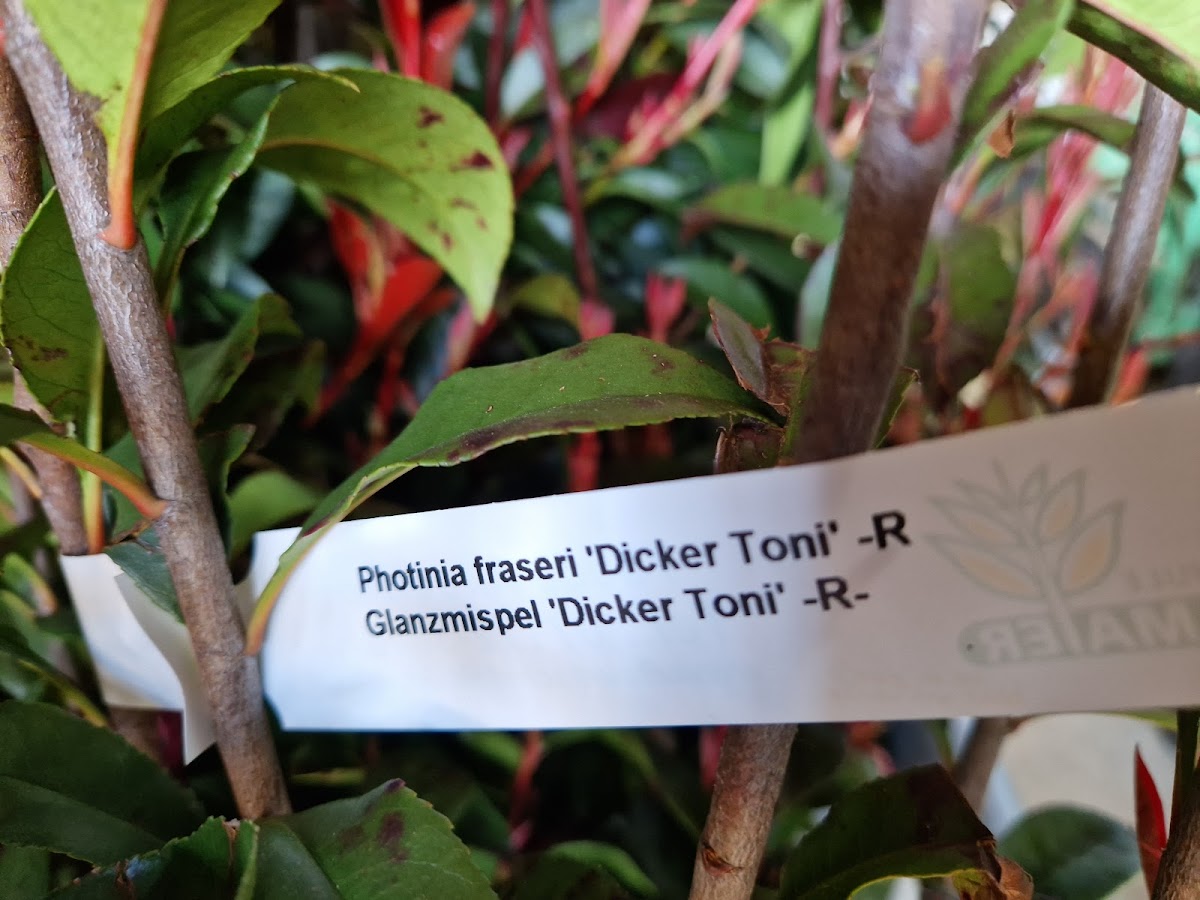 Photinia fraseri 'Dicker Toni' -R
Glanzmispel 'Dicker Toni' -R-